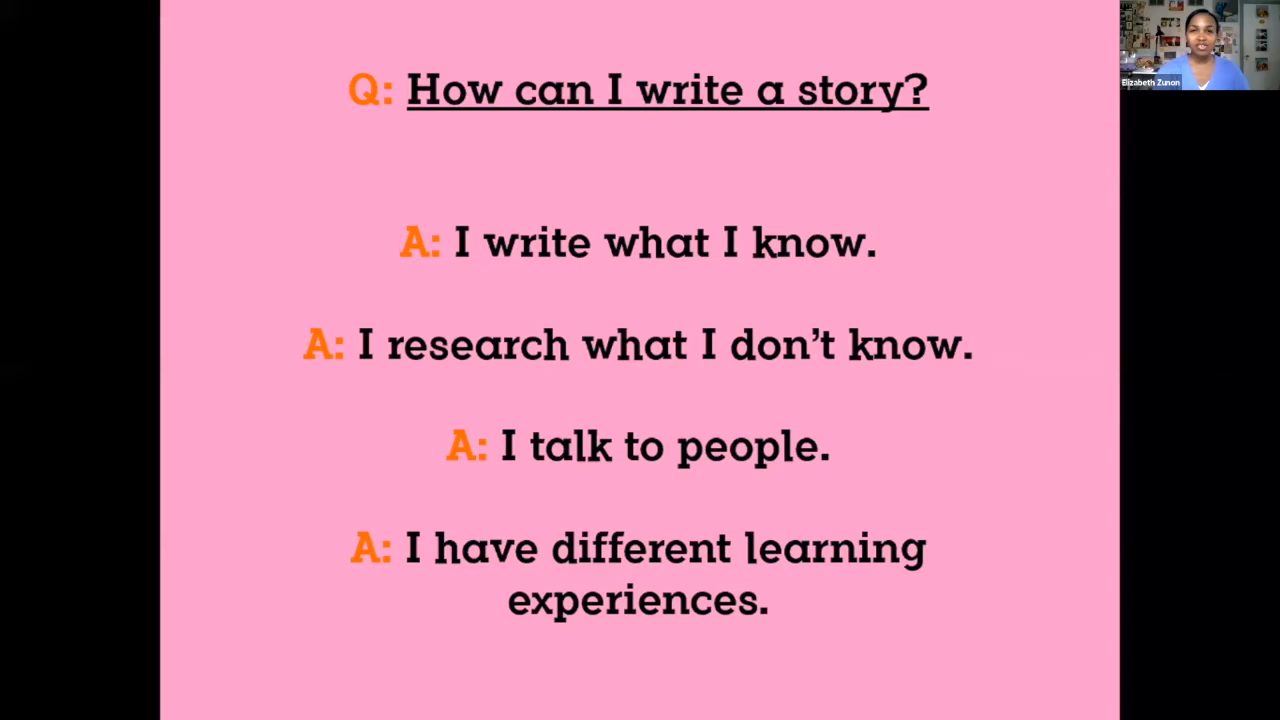 Q: How can I write a story?
A: I write what I know.
A: I research what I don’t know.
A: I talk to people.
A: I have different learning
experiences.
Elizabeth Zunon